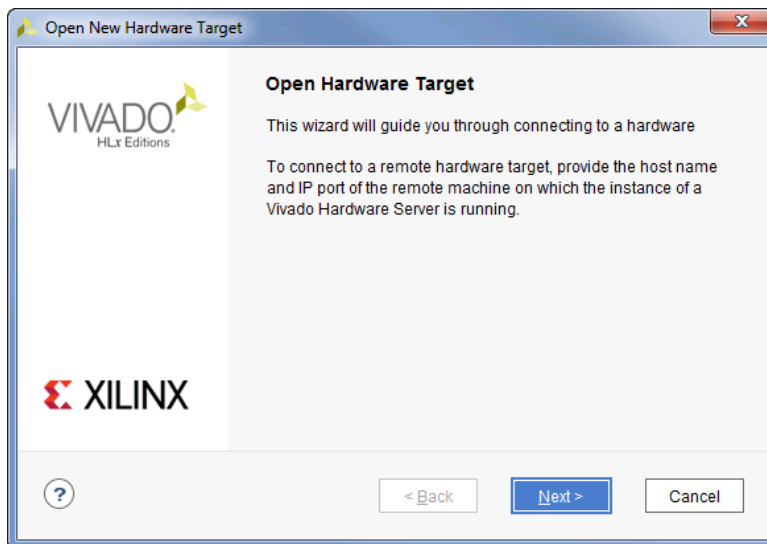 Open New Hardware Target
VIVADO.
HLx Editions
Open Hardware Target
This wizard will guide you through connecting to a hardware
To connect to a remote hardware target, provide the host name
and IP port of the remote machine on which the instance of a
Vivado Hardware Server is running.
XILINX
?
< Back
Next >
Cancel